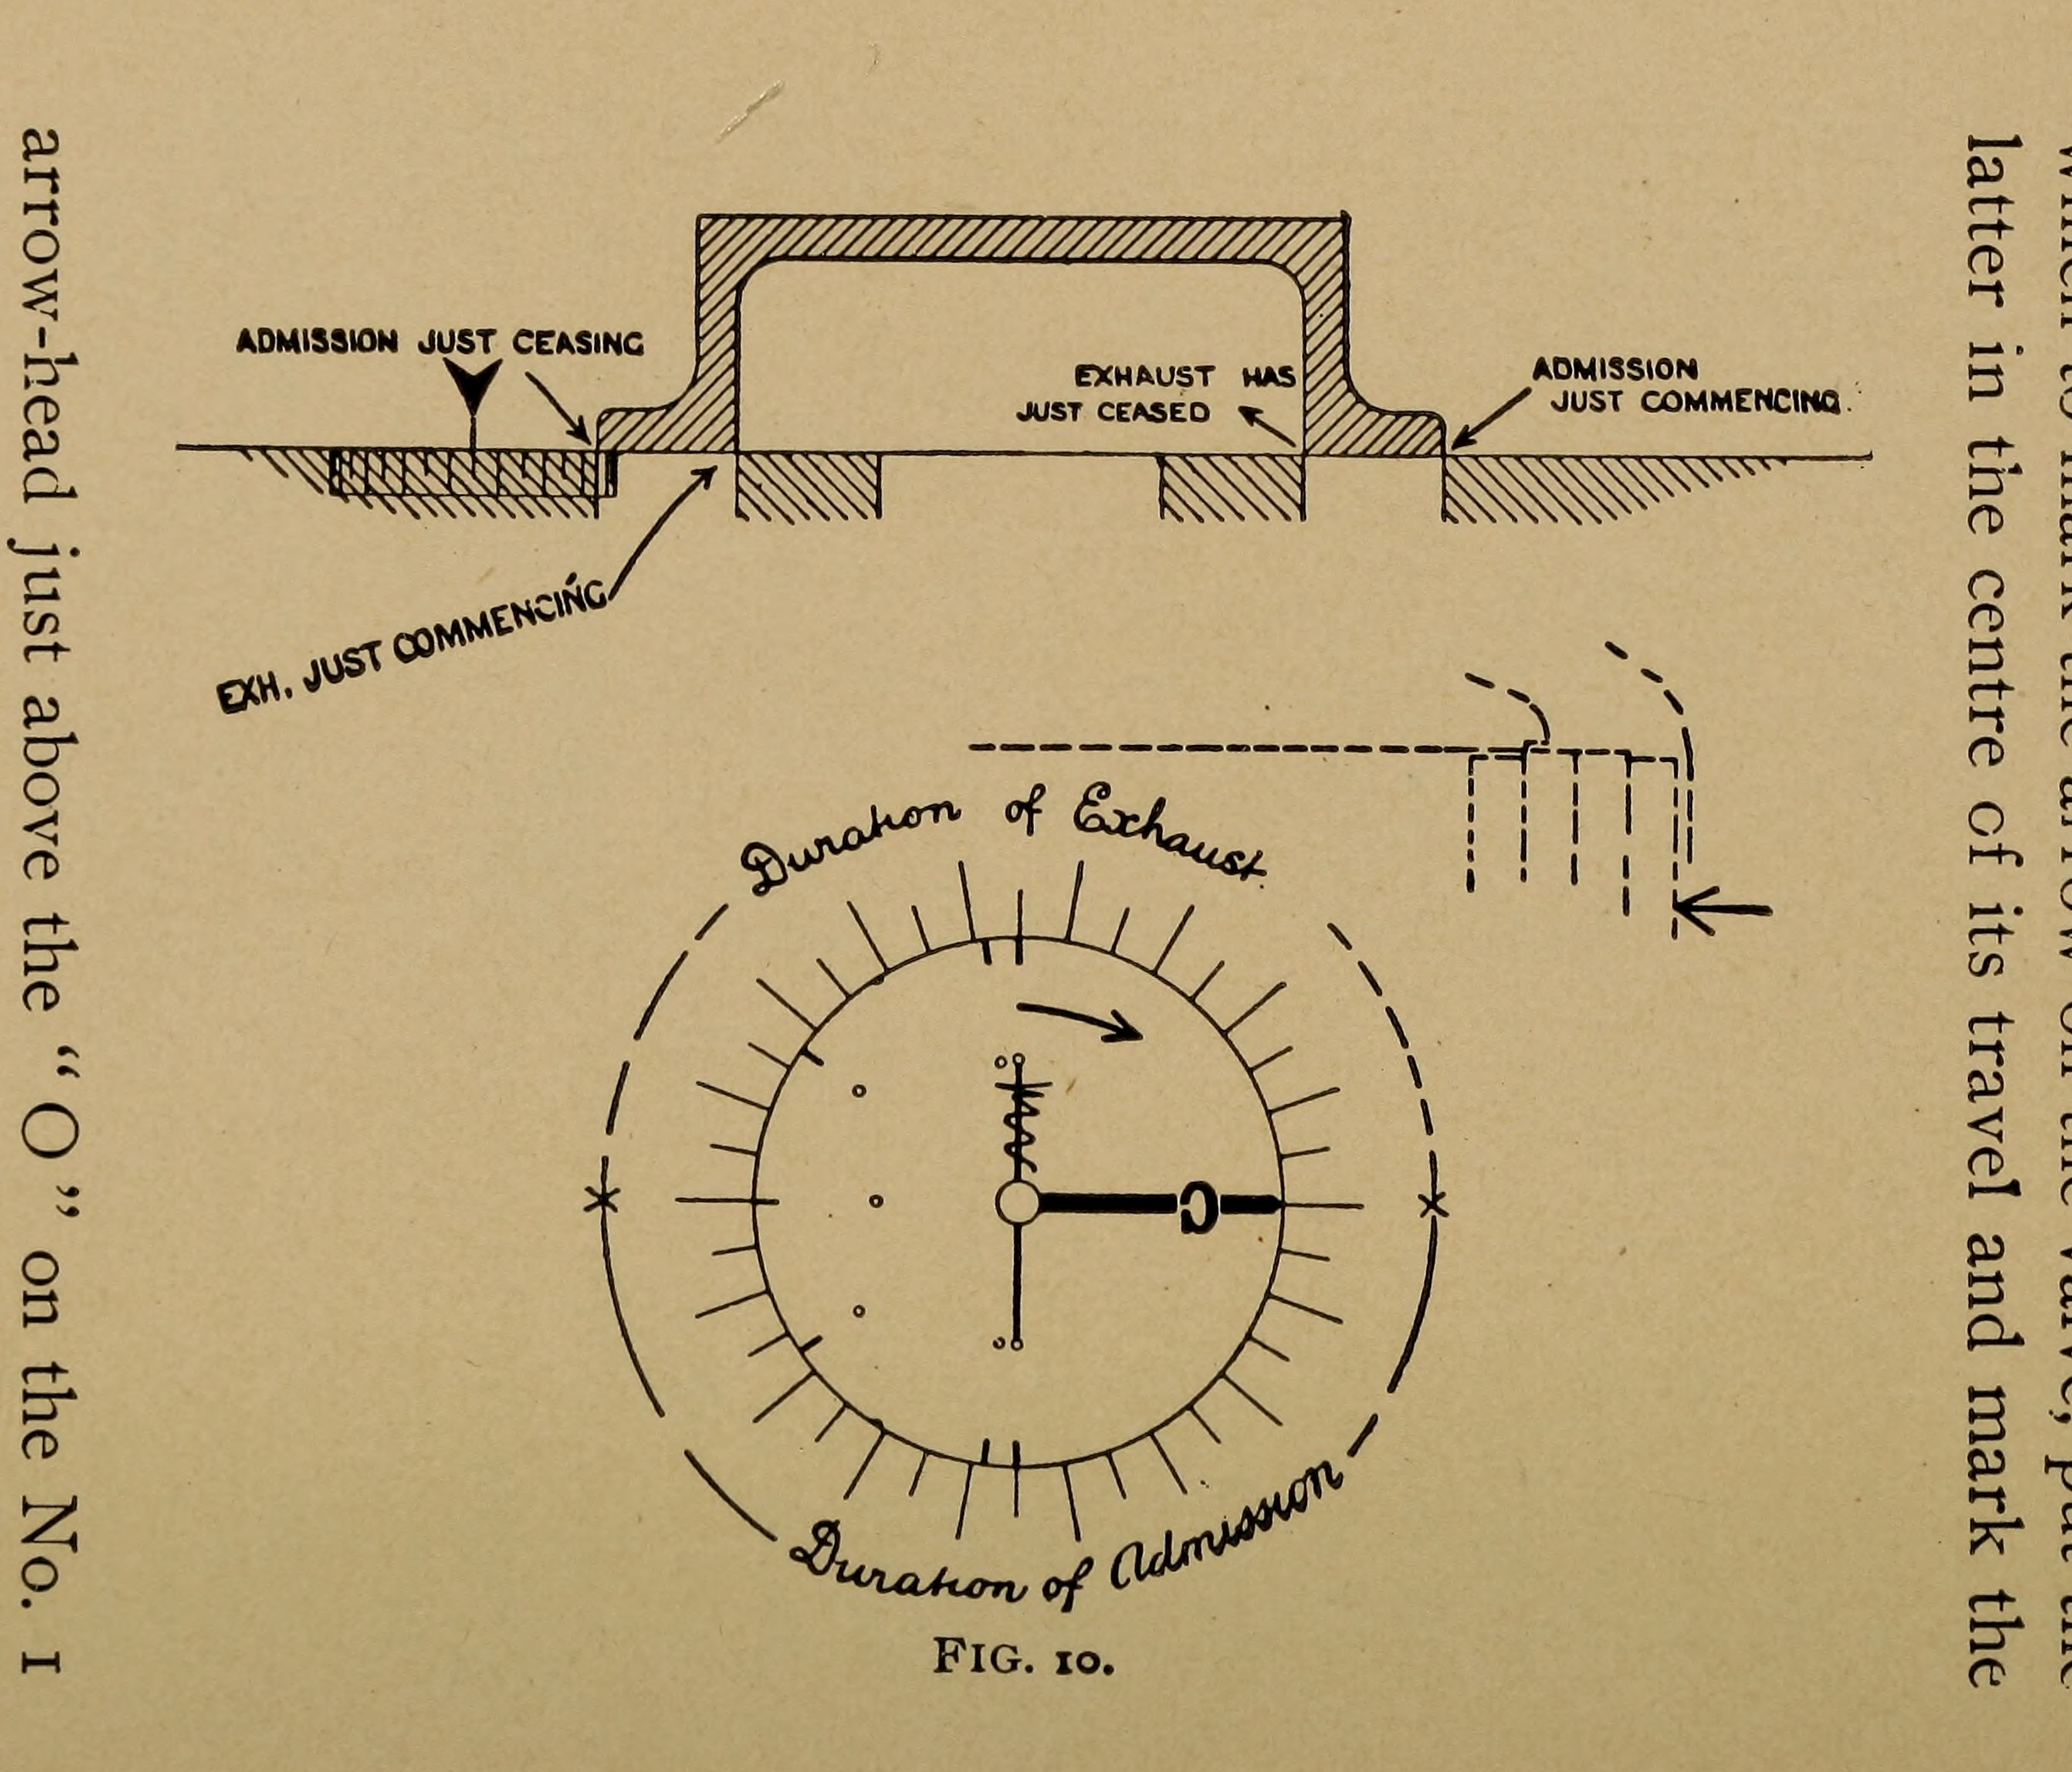 when to mark the arrow on the valve, put the
latter in the centre of its travel and mark the
ADMISSION JUST CEASING
EXHAUST HAS
JUST CEASED
ADMISSION
JUST COMMENCING.
EXH. JUST COMMENCING
Duration of Exhaust.
C
Duration of Admission
FIG. 10.
arrow-head just above the “O” on the No. 1